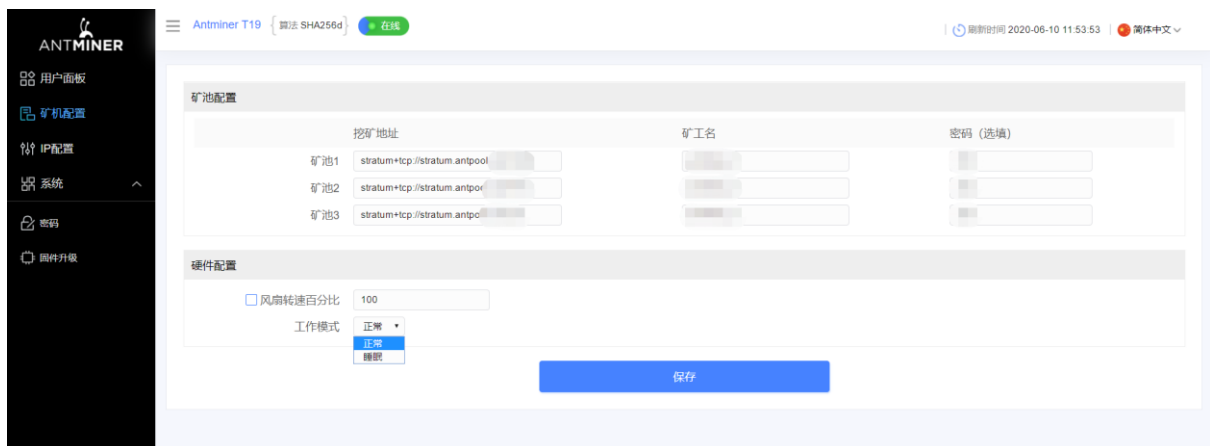 ANTMINER
Antminer T19 { 算法 SHA256d } 在线
刷新时间 2020-06-10 11:53:53 简体中文
用户面板
矿机配置
IP配置
系统
密码
固件升级
矿池配置
挖矿地址 矿工名 密码（选填）
矿池1 stratum+tcp://stratum.antpool
矿池2 stratum+tcp://stratum.antpo
矿池3 stratum+tcp://stratum.antpo
硬件配置
风扇转速百分比 100
工作模式 正常
正常
睡眠
保存